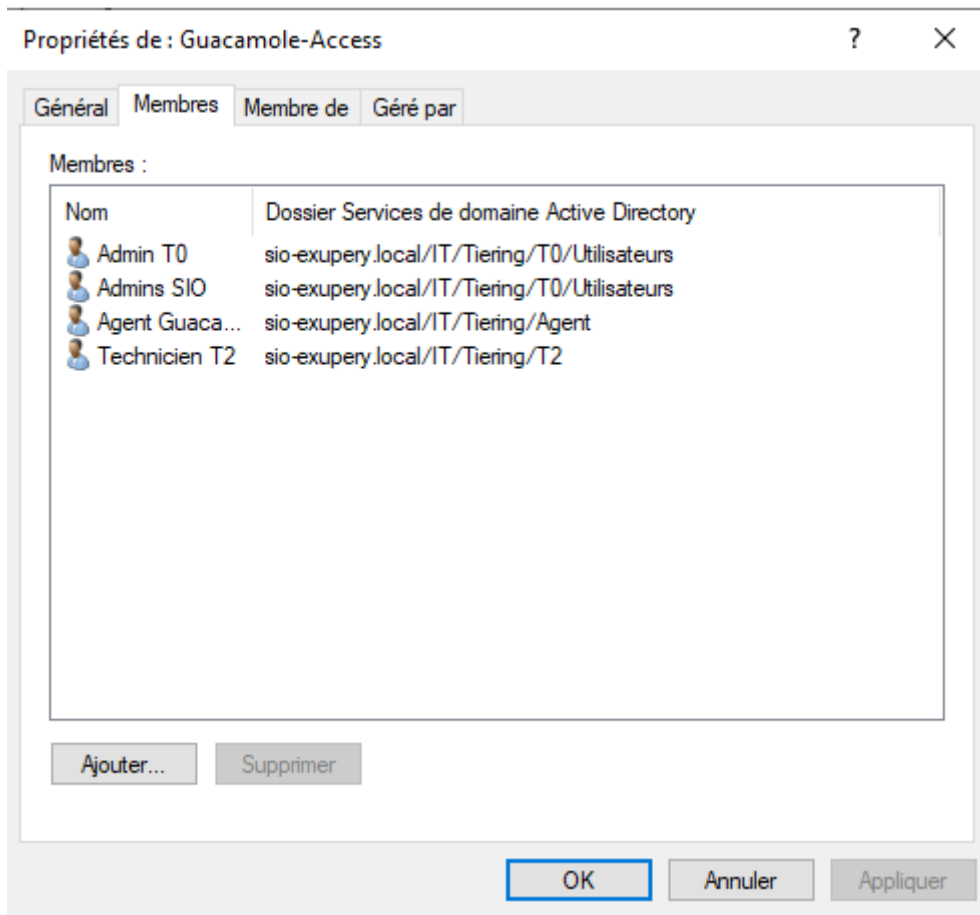 Propriétés de : Guacamole-Access ? ×
Général Membres Membre de Géré par
Membres :
Nom Dossier Services de domaine Active Directory
Admin T0 sio-exupery.local/IT/Tiering/T0/Utilisateurs
Admins SIO sio-exupery.local/IT/Tiering/T0/Utilisateurs
Agent Guaca... sio-exupery.local/IT/Tiering/Agent
Technicien T2 sio-exupery.local/IT/Tiering/T2
Ajouter... Supprimer
OK Annuler Appliquer